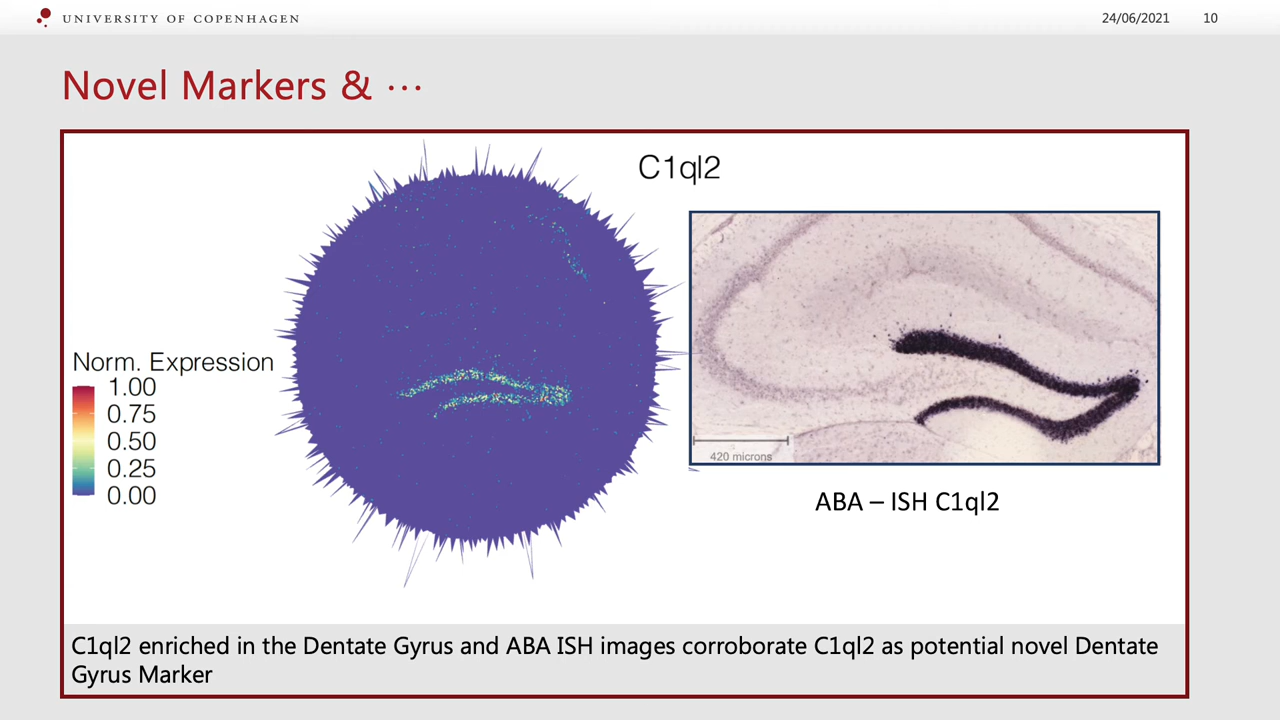 UNIVERSITY OF COPENHAGEN
24/06/2021
10
Novel Markers & ···
C1ql2
Norm. Expression
1.00
0.75
0.50
0.25
0.00
420 microns
ABA – ISH C1ql2
C1ql2 enriched in the Dentate Gyrus and ABA ISH images corroborate C1ql2 as potential novel Dentate
Gyrus Marker